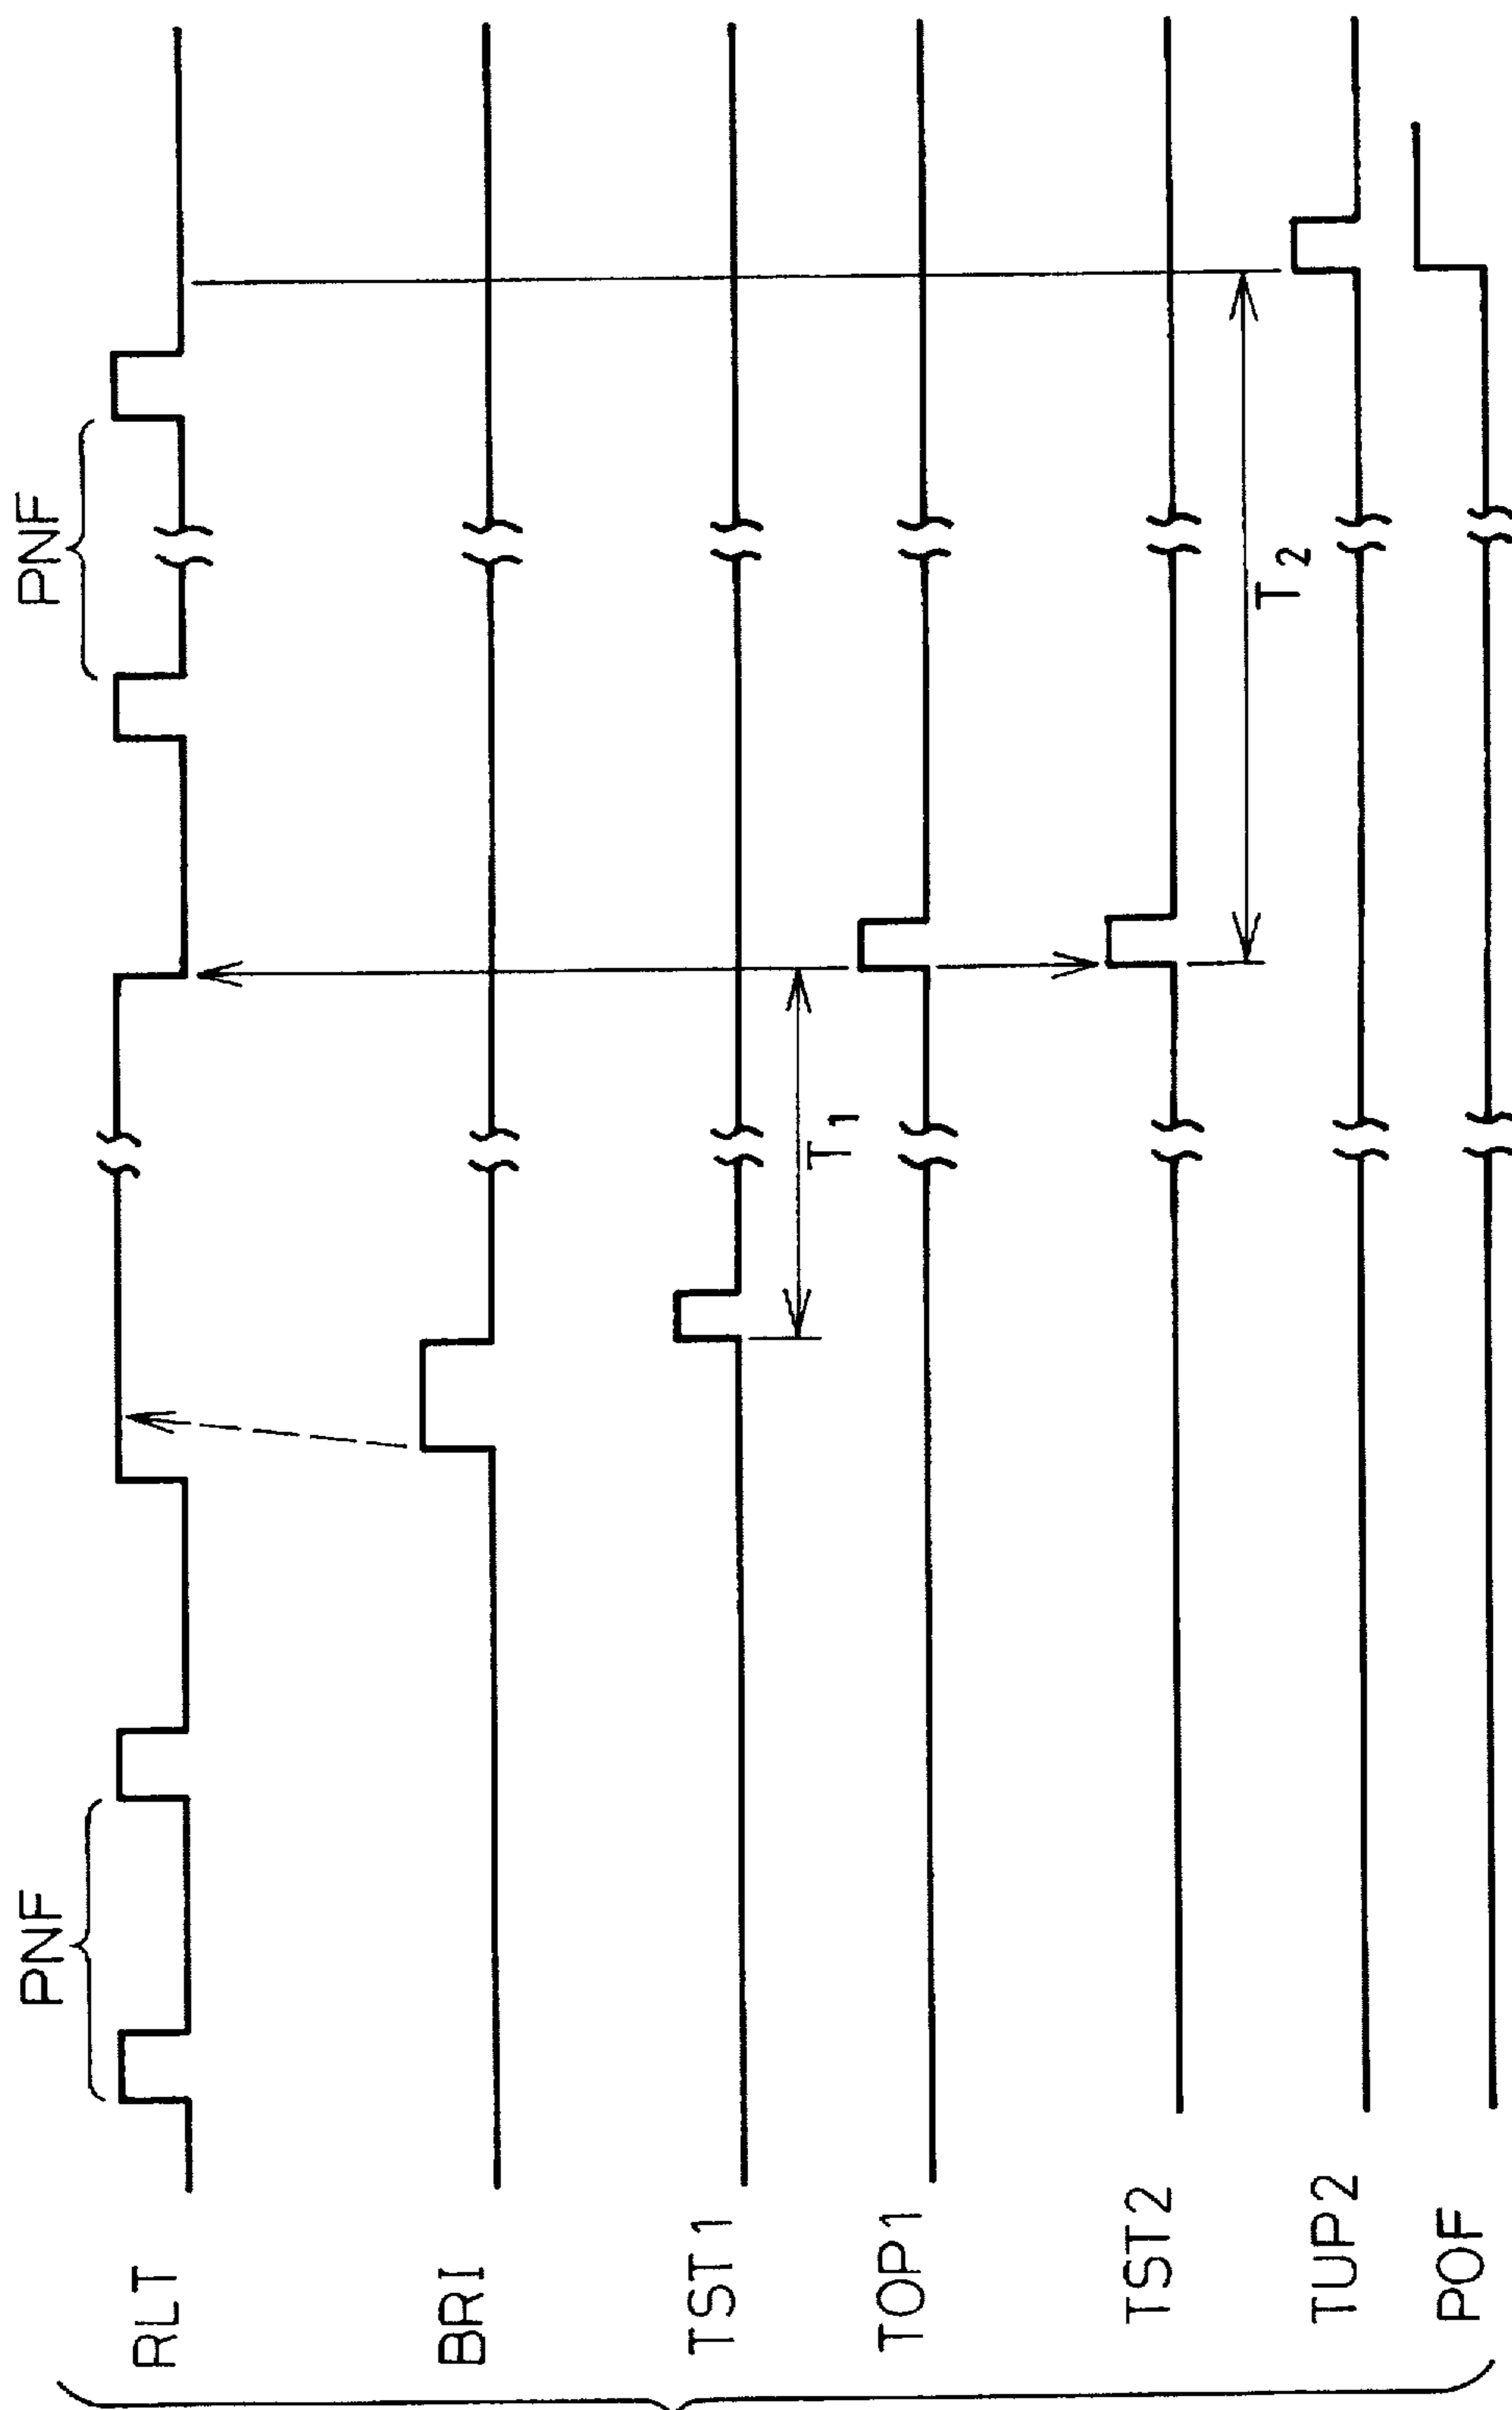 PNF
PNF
RLT
BRI
TST1
T1
TOP1
TST2
T2
TUP2
POF